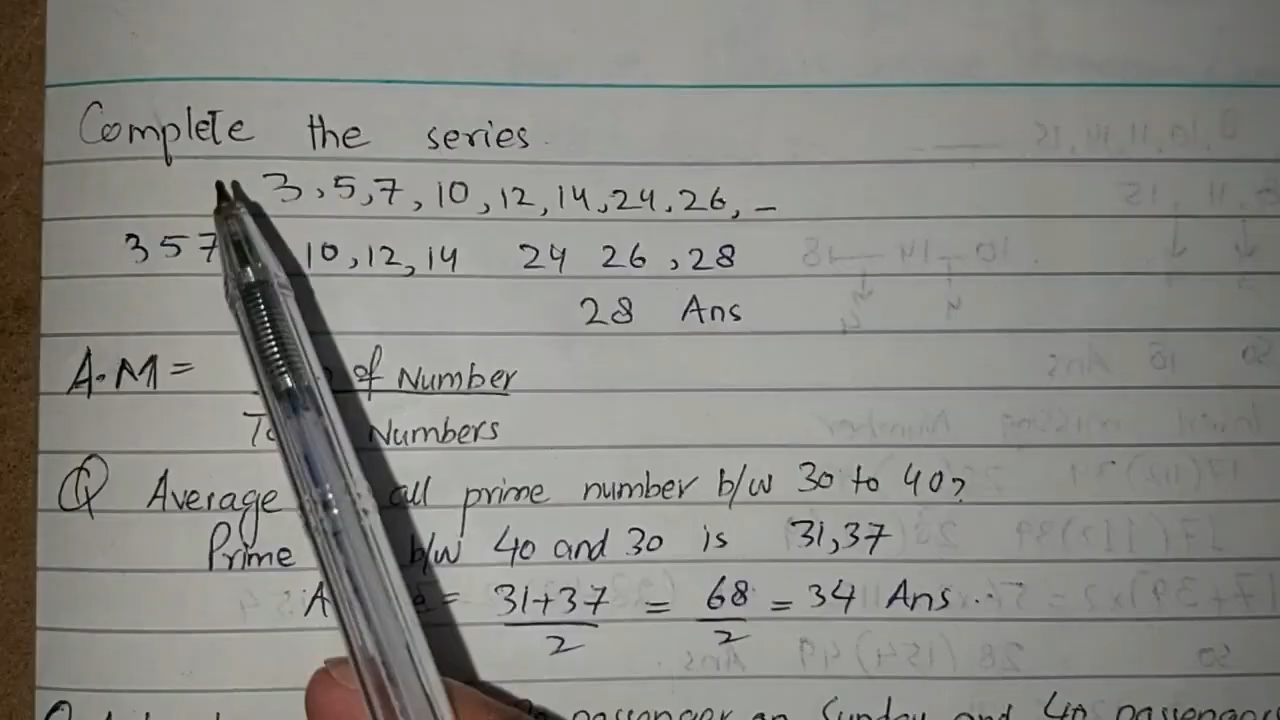 Complete the series.
3, 5, 7, 10, 12, 14, 24, 26, _
3 5 7 10, 12, 14 24 26, 28
28 Ans
A.M = of Number
Numbers
Q Average all prime number b/w 30 to 40?
Prime b/w 40 and 30 is 31, 37
= 31+37 / 2 = 68 / 2 = 34 Ans.
passenger on Sunday and 40 passengers